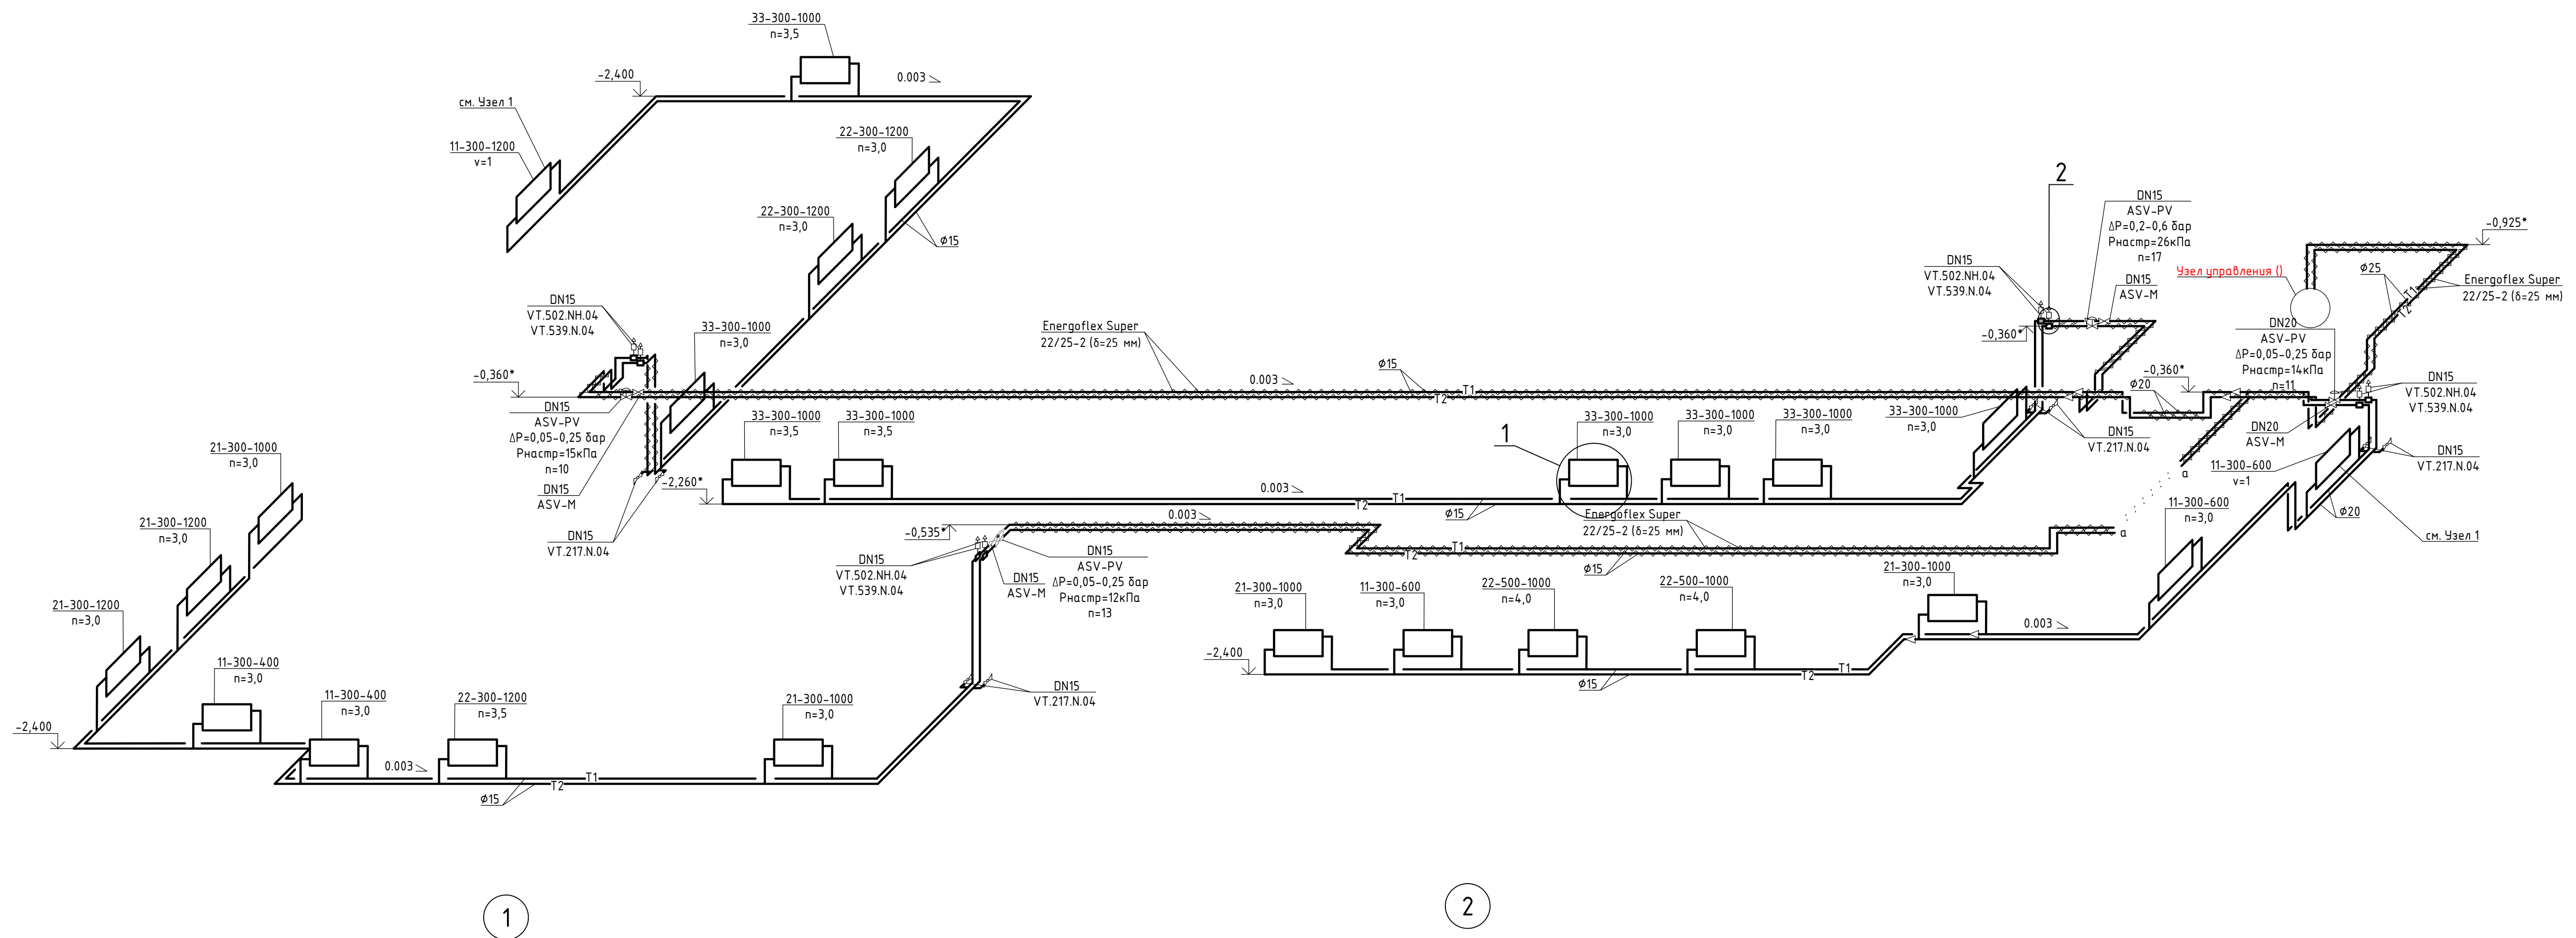 33-300-1000
n=3,5
-2,400
0.003
см. Узел 1
11-300-1200
v=1
22-300-1200
n=3,0
22-300-1200
n=3,0
Ø15
DN15
VT.502.NH.04
VT.539.N.04
33-300-1000
n=3,0
-0,360*
DN15
ASV-PV
ΔP=0,05-0,25 бар
Pнастр=15кПа
n=10
DN15
ASV-M
DN15
VT.217.N.04
Energoflex Super
22/25-2 (δ=25 мм)
0.003
Ø15
T1
T2
2
DN15
ASV-PV
ΔP=0,2-0,6 бар
Pнастр=26кПа
n=17
DN15
VT.502.NH.04
VT.539.N.04
DN15
ASV-M
-0,360*
-0,925*
Узел управления ()
Ø25
T1
T2
Energoflex Super
22/25-2 (δ=25 мм)
DN20
ASV-PV
ΔP=0,05-0,25 бар
Pнастр=14кПа
n=11
-0,360*
Ø20
DN15
VT.502.NH.04
VT.539.N.04
DN20
ASV-M
DN15
VT.217.N.04
DN15
VT.217.N.04
11-300-600
v=1
Ø20
см. Узел 1
а
33-300-1000
n=3,5
33-300-1000
n=3,5
1
33-300-1000
n=3,0
33-300-1000
n=3,0
33-300-1000
n=3,0
33-300-1000
n=3,0
-2,260*
0.003
T1
T2
Ø15
21-300-1000
n=3,0
21-300-1200
n=3,0
21-300-1200
n=3,0
11-300-400
n=3,0
-2,400
11-300-400
n=3,0
22-300-1200
n=3,5
21-300-1000
n=3,0
0.003
T1
T2
Ø15
-0,535*
0.003
DN15
VT.502.NH.04
VT.539.N.04
DN15
ASV-M
DN15
ASV-PV
ΔP=0,05-0,25 бар
Pнастр=12кПа
n=13
DN15
VT.217.N.04
Energoflex Super
22/25-2 (δ=25 мм)
T1
T2
Ø15
а
11-300-600
n=3,0
21-300-1000
n=3,0
11-300-600
n=3,0
22-500-1000
n=4,0
22-500-1000
n=4,0
21-300-1000
n=3,0
0.003
-2,400
T1
T2
Ø15
1
2